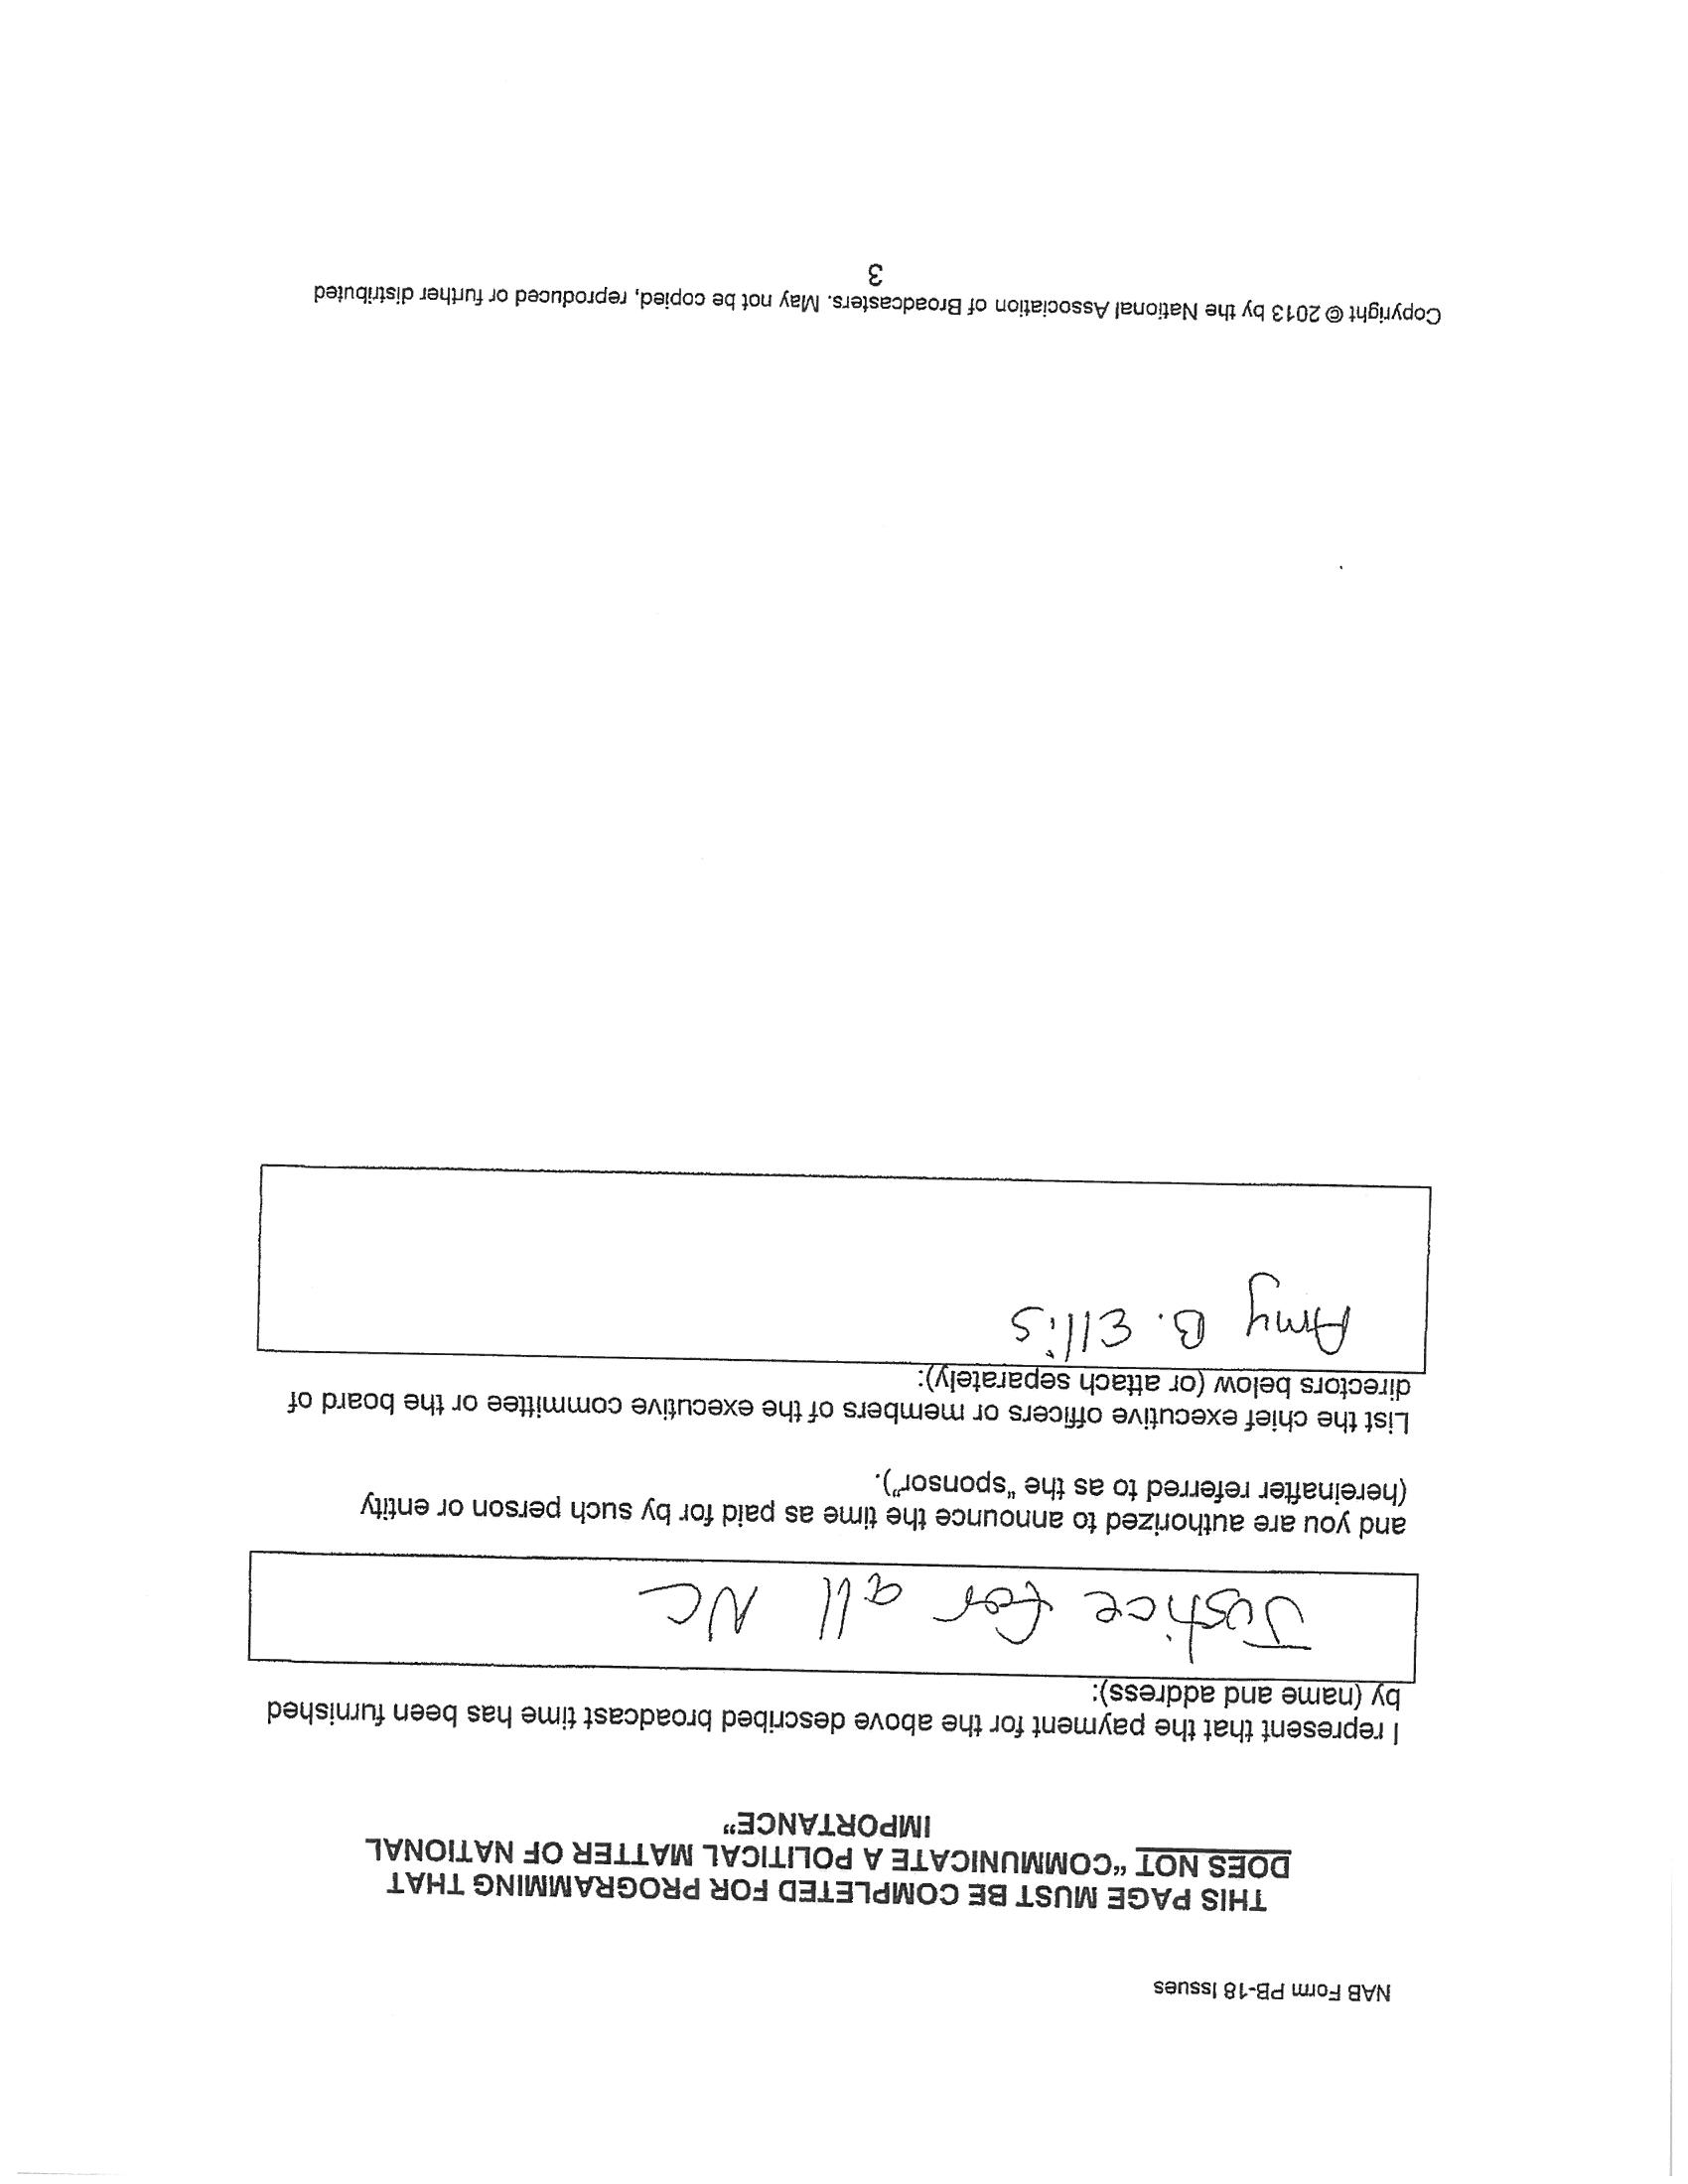 NAB Form PB-18 Issues
THIS PAGE MUST BE COMPLETED FOR PROGRAMMING THAT
DOES NOT “COMMUNICATE A POLITICAL MATTER OF NATIONAL
IMPORTANCE”
I represent that the payment for the above described broadcast time has been furnished
by (name and address):
Justice for all NC
and you are authorized to announce the time as paid for by such person or entity
(hereinafter referred to as the “sponsor”).
List the chief executive officers or members of the executive committee or the board of
directors below (or attach separately):
Amy B. Ellis
Copyright © 2013 by the National Association of Broadcasters. May not be copied, reproduced or further distributed
3